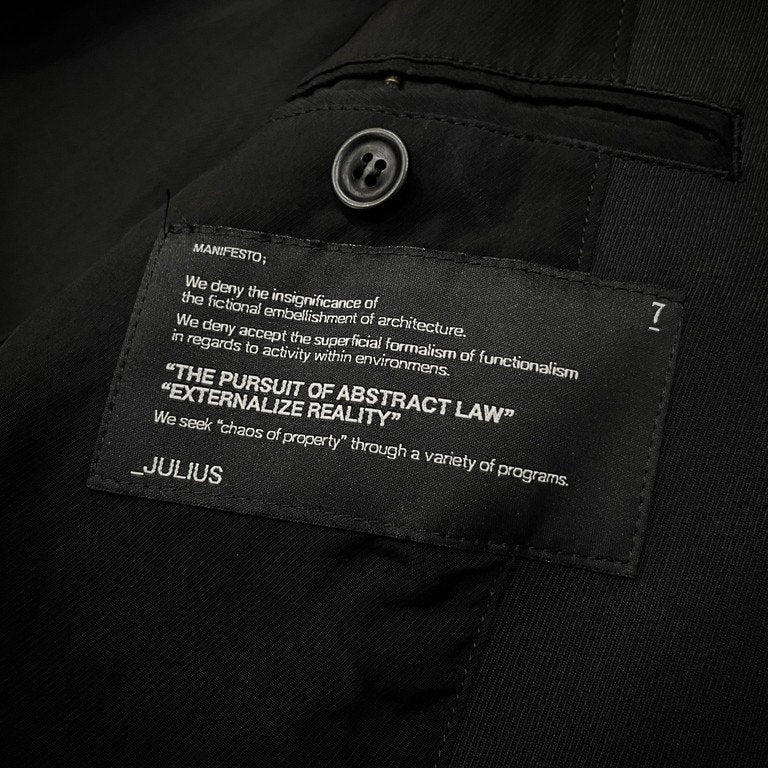 MANIFESTO;
7
We deny the insignificance of
the fictional embellishment of architecture.
We deny accept the superficial formalism of functionalism
in regards to activity within environmens.
“THE PURSUIT OF ABSTRACT LAW”
“EXTERNALIZE REALITY”
We seek “chaos of property” through a variety of programs.
_JULIUS